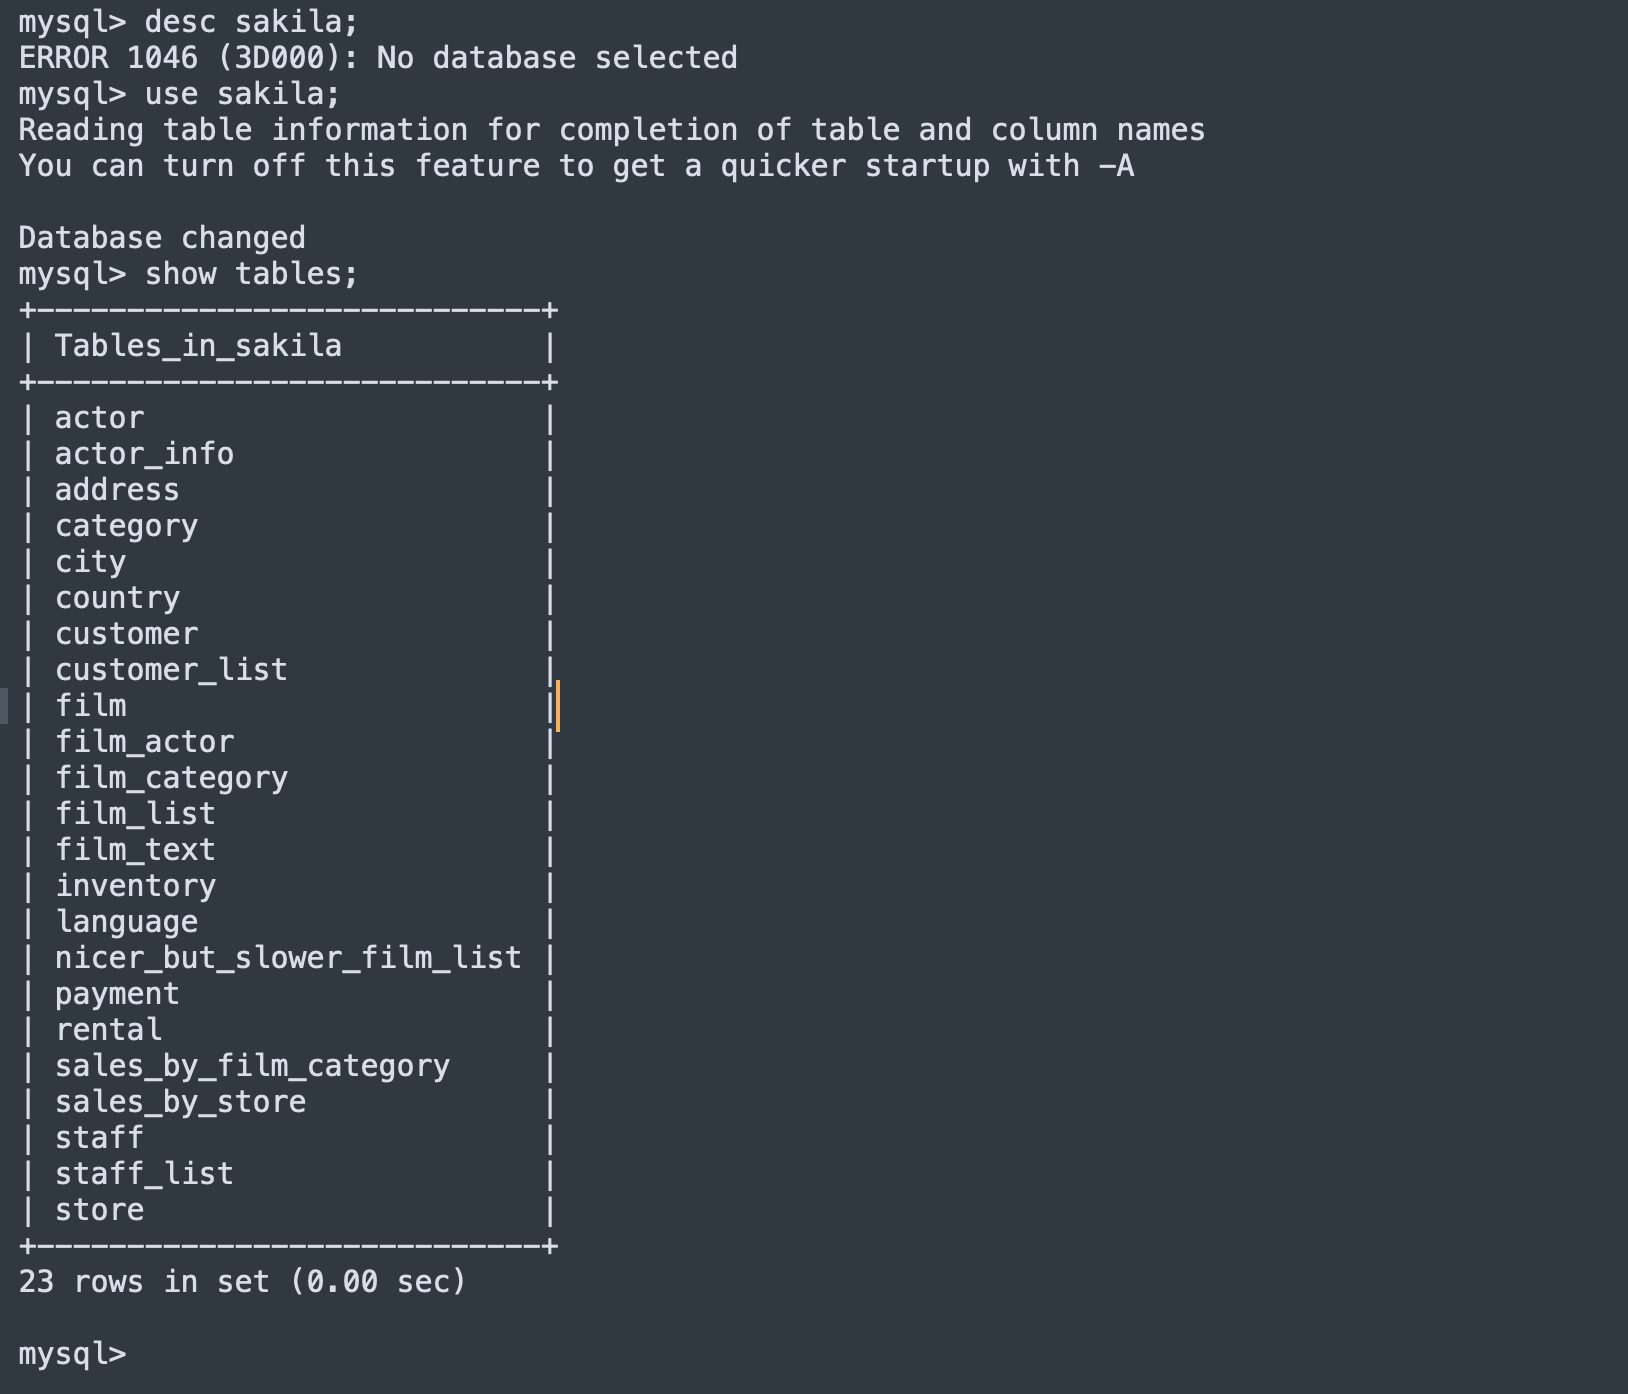 mysql> desc sakila;
ERROR 1046 (3D000): No database selected
mysql> use sakila;
Reading table information for completion of table and column names
You can turn off this feature to get a quicker startup with -A

Database changed
mysql> show tables;
+----------------------------+
| Tables_in_sakila           |
+----------------------------+
| actor                      |
| actor_info                 |
| address                    |
| category                   |
| city                       |
| country                    |
| customer                   |
| customer_list              |
| film                       |
| film_actor                 |
| film_category              |
| film_list                  |
| film_text                  |
| inventory                  |
| language                   |
| nicer_but_slower_film_list |
| payment                    |
| rental                     |
| sales_by_film_category     |
| sales_by_store             |
| staff                      |
| staff_list                 |
| store                      |
+----------------------------+
23 rows in set (0.00 sec)

mysql>